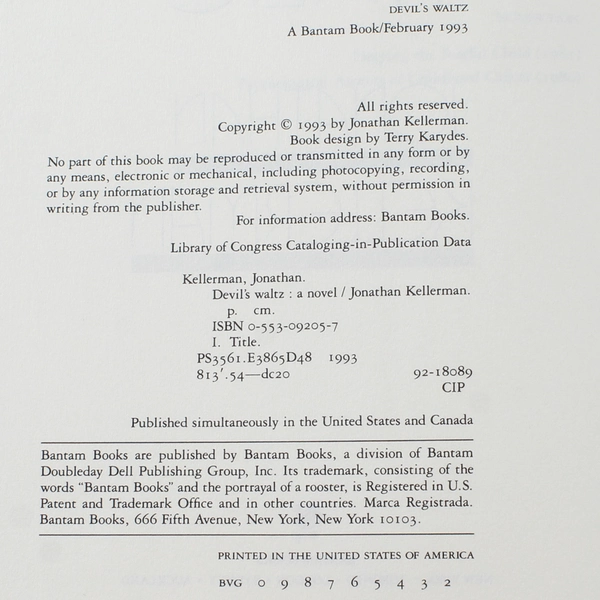 DEVIL'S WALTZ
A Bantam Book/February 1993
All rights reserved.
Copyright © 1993 by Jonathan Kellerman.
Book design by Terry Karydes.
No part of this book may be reproduced or transmitted in any form or by
any means, electronic or mechanical, including photocopying, recording,
or by any information storage and retrieval system, without permission in
writing from the publisher.
For information address: Bantam Books.
Library of Congress Cataloging-in-Publication Data
Kellerman, Jonathan.
Devil's waltz : a novel / Jonathan Kellerman.
p. cm.
ISBN 0-553-09205-7
I. Title.
PS3561.E3865D48 1993
813'.54—dc20 92-18089
CIP
Published simultaneously in the United States and Canada
Bantam Books are published by Bantam Books, a division of Bantam
Doubleday Dell Publishing Group, Inc. Its trademark, consisting of the
words "Bantam Books" and the portrayal of a rooster, is Registered in U.S.
Patent and Trademark Office and in other countries. Marca Registrada.
Bantam Books, 666 Fifth Avenue, New York, New York 10103.
PRINTED IN THE UNITED STATES OF AMERICA
BVG 0 9 8 7 6 5 4 3 2